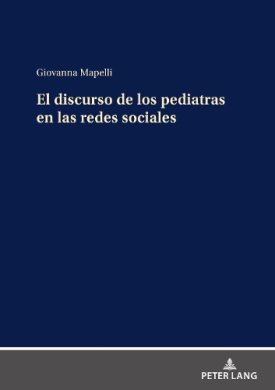 Giovanna Mapelli
El discurso de los pediatras
en las redes sociales
PETER LANG